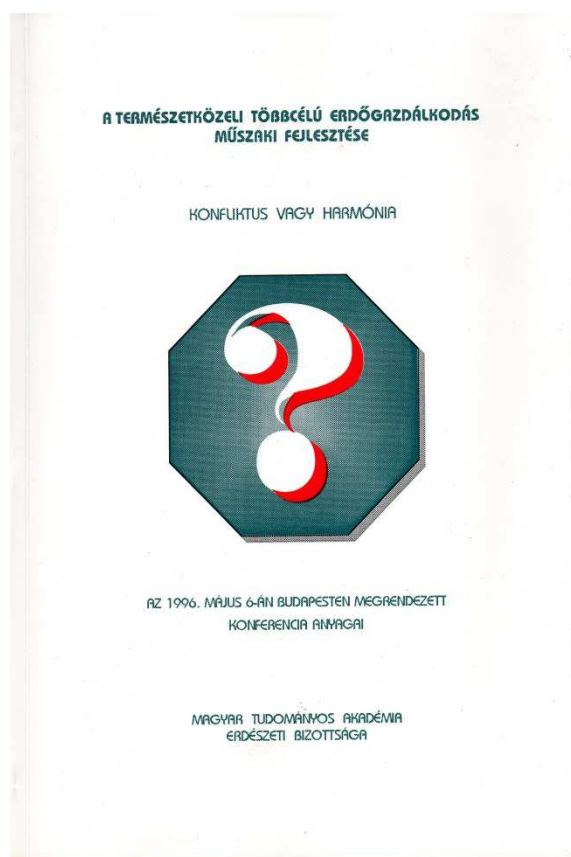 A TERMÉSZETKÖZELI TÖBBCÉLÚ ERDŐGAZDÁLKODÁS
MŰSZAKI FEJLESZTÉSE
KONFLIKTUS VAGY HARMÓNIA
?
AZ 1996. MÁJUS 6-ÁN BUDAPESTEN MEGRENDEZETT
KONFERENCIA ANYAGAI
MAGYAR TUDOMÁNYOS AKADÉMIA
ERDÉSZETI BIZOTTSÁGA